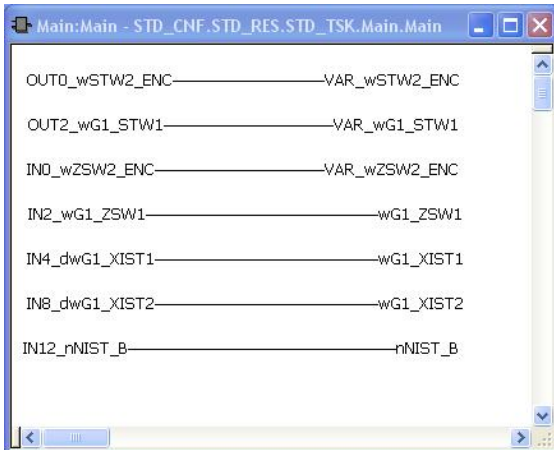 Main:Main - STD_CNF.STD_RES.STD_TSK.Main.Main
OUT0_wSTW2_ENC VAR_wSTW2_ENC
OUT2_wG1_STW1 VAR_wG1_STW1
IN0_wZSW2_ENC VAR_wZSW2_ENC
IN2_wG1_ZSW1 wG1_ZSW1
IN4_dwG1_XIST1 wG1_XIST1
IN8_dwG1_XIST2 wG1_XIST2
IN12_nNIST_B nNIST_B